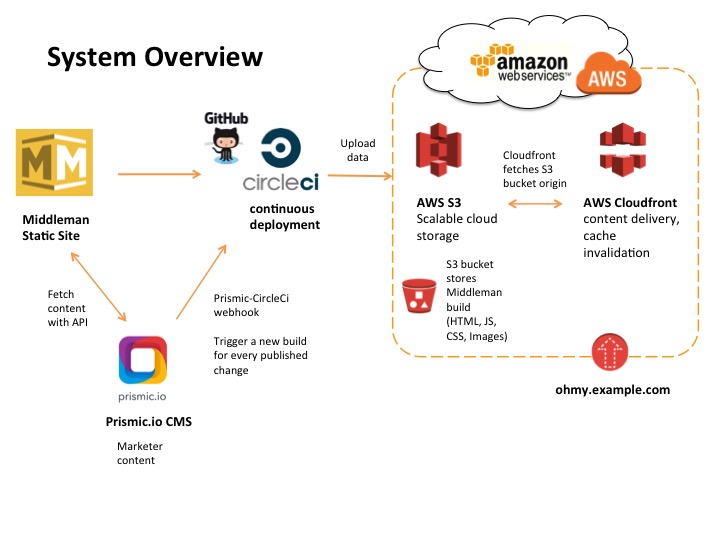 System Overview
amazon
webservices™
AWS
GitHub
circleci
continuous
deployment
MM
Middleman
Static Site
Upload
data
AWS S3
Scalable cloud
storage
Cloudfront
fetches S3
bucket origin
AWS Cloudfront
content delivery,
cache
invalidation
S3 bucket
stores
Middleman
build
(HTML, JS,
CSS, Images)
Fetch
content
with API
Prismic-CircleCi
webhook
Trigger a new build
for every published
change
prismic.io
Prismic.io CMS
Marketer
content
ohmy.example.com